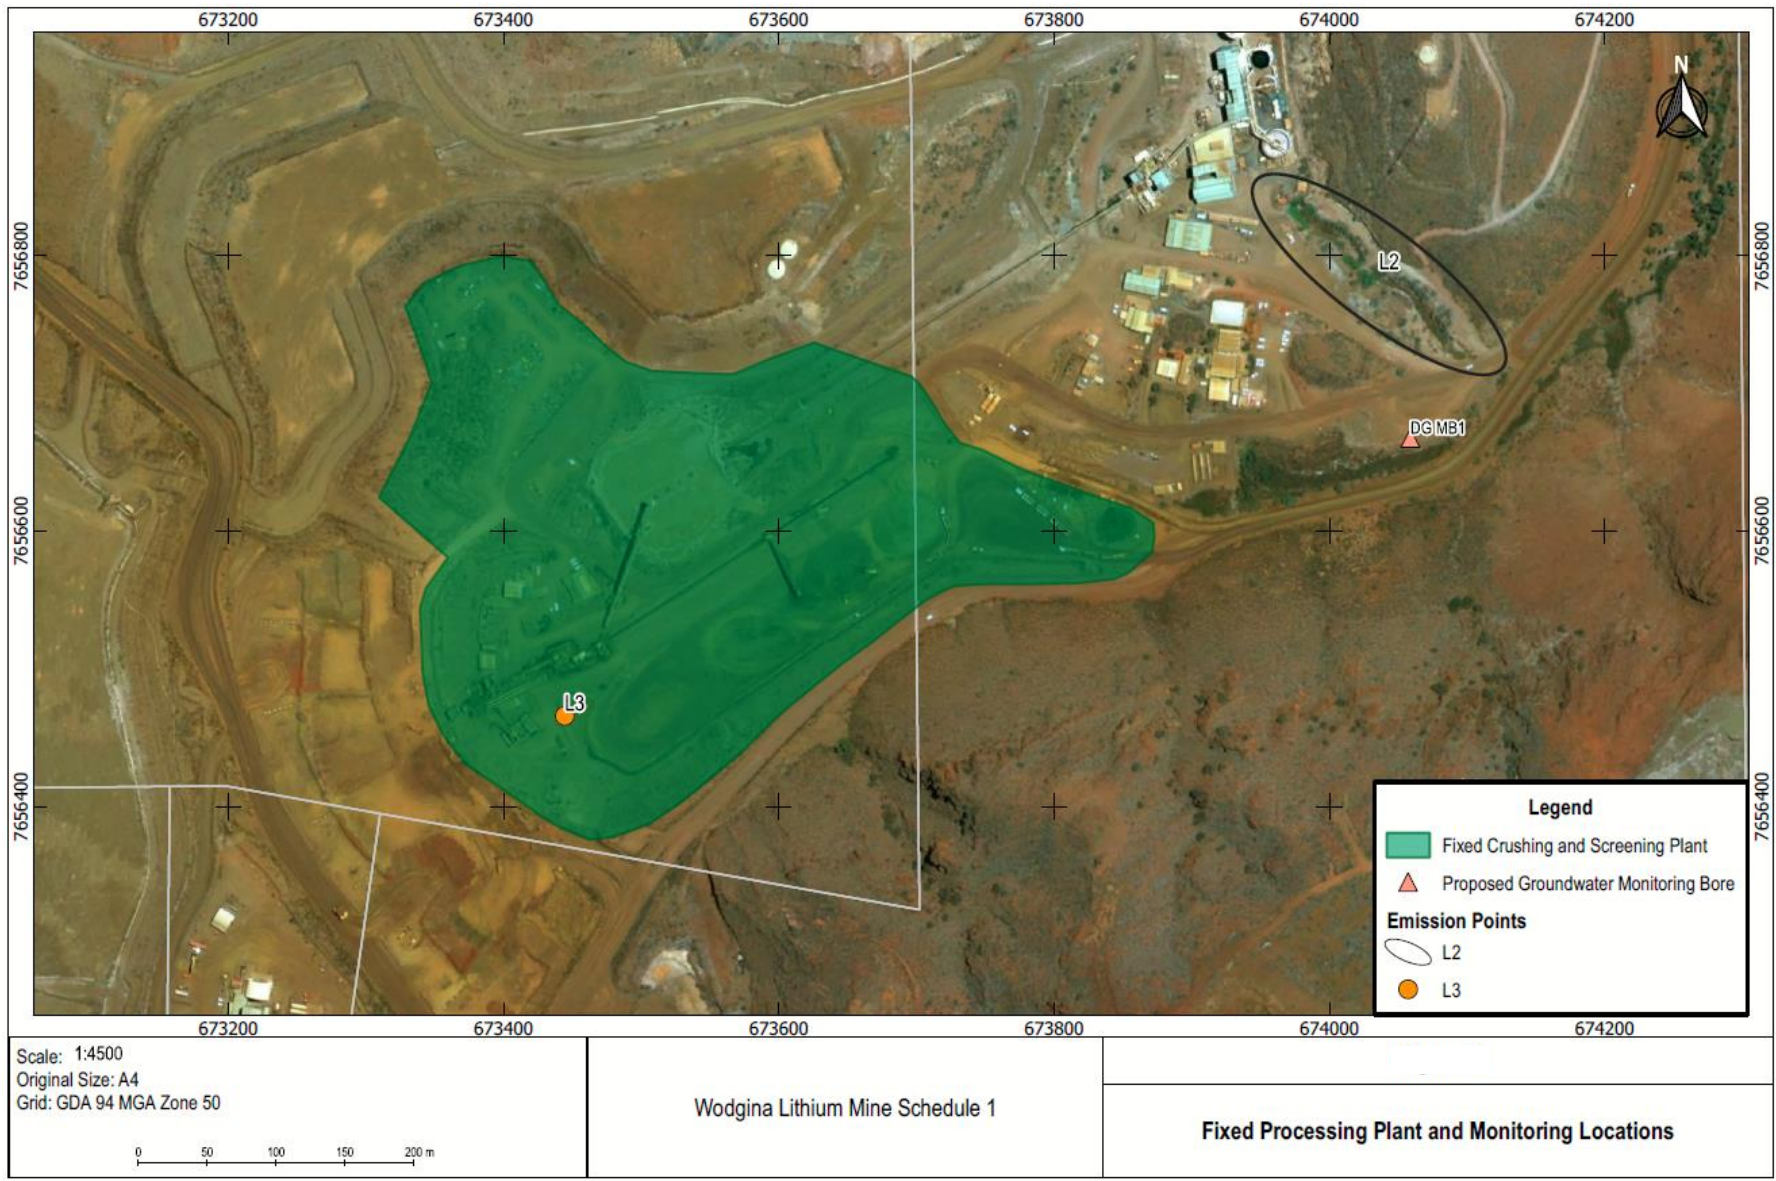 673200
673400
673600
673800
674000
674200
N
7656800
7656800
L2
DG MB1
7655600
7655600
L3
7656400
7656400
Legend
Fixed Crushing and Screening Plant
Proposed Groundwater Monitoring Bore
Emission Points
L2
L3
673200
673400
673600
673800
674000
674200
Scale: 1:4500
Original Size: A4
Grid: GDA 94 MGA Zone 50
0 50 100 150 200 m
Wodgina Lithium Mine Schedule 1
Fixed Processing Plant and Monitoring Locations